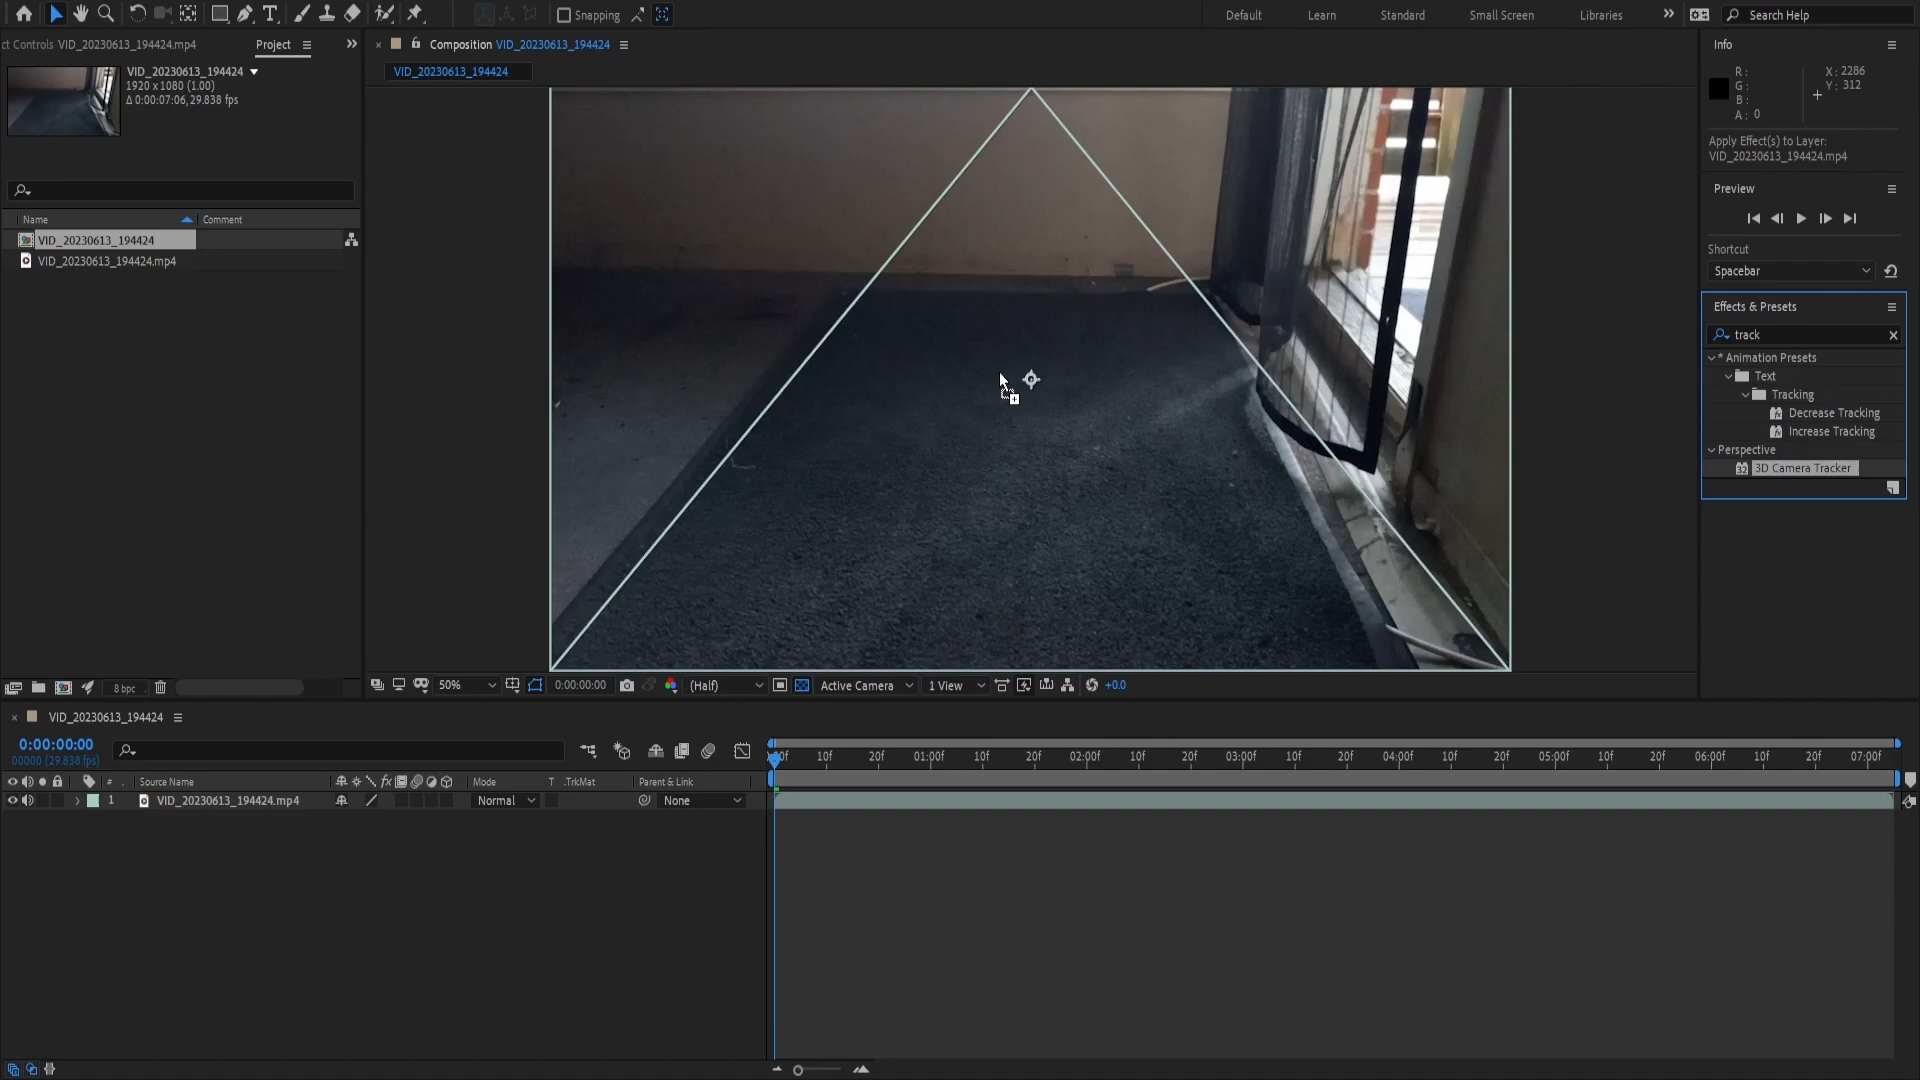 Snapping
Default
Learn
Standard
Small Screen
Libraries
Search Help
ct Controls VID_20230613_194424.mp4
Project
Composition VID_20230613_194424
Info
VID_20230613_194424
VID_20230613_194424
1920 x 1080 (1.00)
Δ 0:00:07:06, 29.838 fps
R :
G :
B :
A : 0
X : 2286
Y : 312
Apply Effect(s) to Layer:
VID_20230613_194424.mp4
Preview
Shortcut
Spacebar
Name
Comment
VID_20230613_194424
VID_20230613_194424.mp4
Effects & Presets
track
* Animation Presets
Text
Tracking
Decrease Tracking
Increase Tracking
Perspective
32
3D Camera Tracker
8 bpc
50%
0:00:00:00
(Half)
Active Camera
1 View
+0.0
VID_20230613_194424
0:00:00:00
00000 (29.838 fps)
:00f
10f
20f
01:00f
10f
20f
02:00f
10f
20f
03:00f
10f
20f
04:00f
10f
20f
05:00f
10f
20f
06:00f
10f
20f
07:00f
#
Source Name
fx
Mode
T
.TrkMat
Parent & Link
1
VID_20230613_194424.mp4
Normal
None